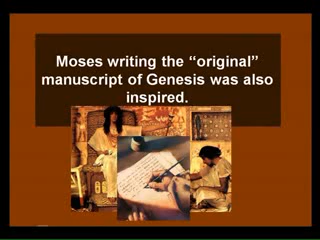 Moses writing the “original”
manuscript of Genesis was also
inspired.